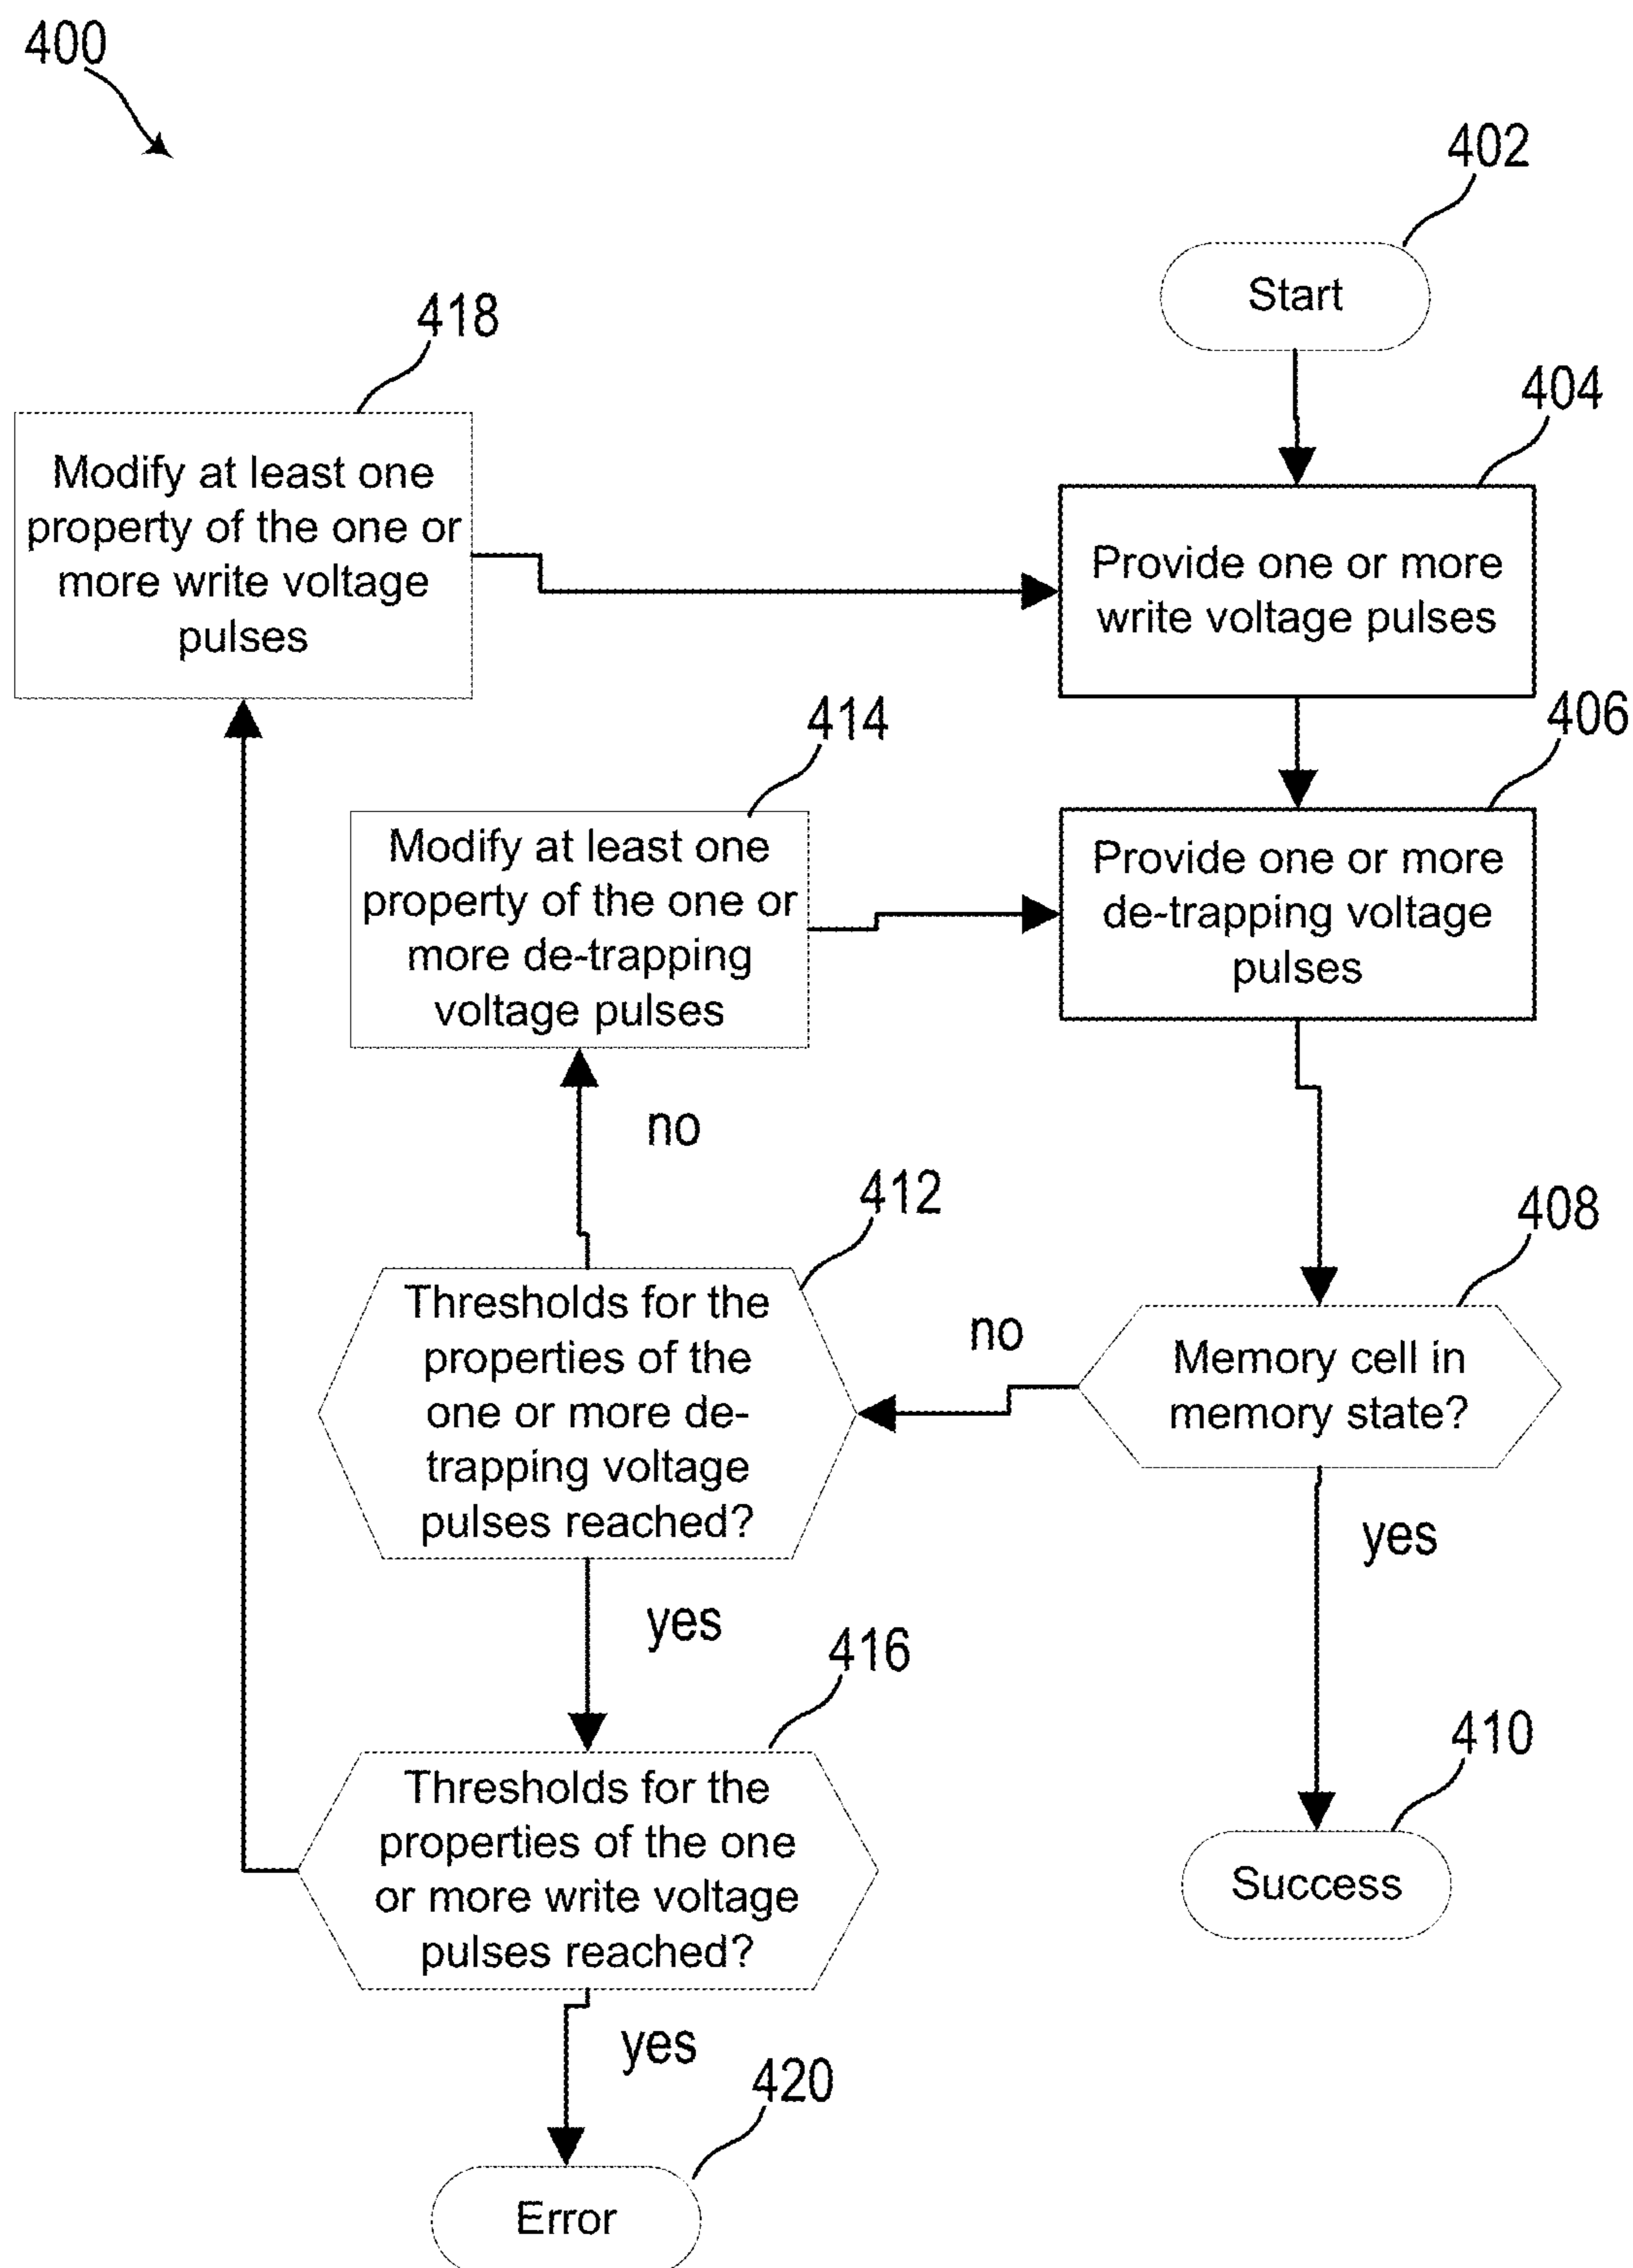 400
402
Start
418
404
Modify at least one
property of the one or
more write voltage
pulses
Provide one or more
write voltage pulses
414
406
Modify at least one
property of the one or
more de-trapping
voltage pulses
Provide one or more
de-trapping voltage
pulses
no
412
408
Thresholds for the
properties of the
one or more de-
trapping voltage
pulses reached?
no
Memory cell in
memory state?
yes
yes
416
410
Thresholds for the
properties of the one
or more write voltage
pulses reached?
Success
yes
420
Error